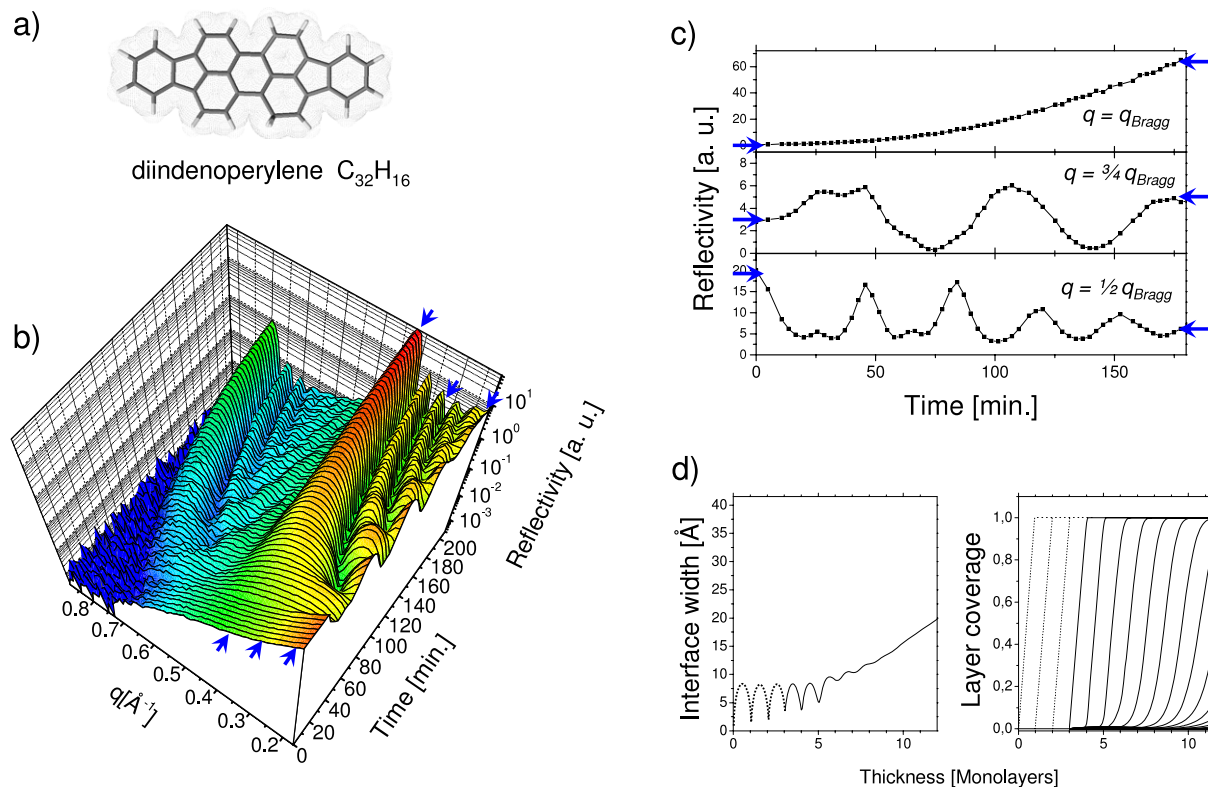 a)
diindenoperylene C₃₂H₁₆
b)
10¹
10⁰
10⁻¹
10⁻²
10⁻³
Reflectivity [a. u.]
200
180
160
140
120
100
80
60
40
20
0
Time [min.]
0.8
0.7
0.6
0.5
0.4
0.3
0.2
q[Å⁻¹]
c)
60
40
20
0
q = q_Bragg
8
6
4
2
0
q = ¾ q_Bragg
20
15
10
5
0
q = ½ q_Bragg
Reflectivity [a. u.]
0 50 100 150
Time [min.]
d)
40
35
30
25
20
15
10
5
0
Interface width [Å]
0 5 10
1,0
0,8
0,6
0,4
0,2
0,0
Layer coverage
0 5 10
Thickness [Monolayers]